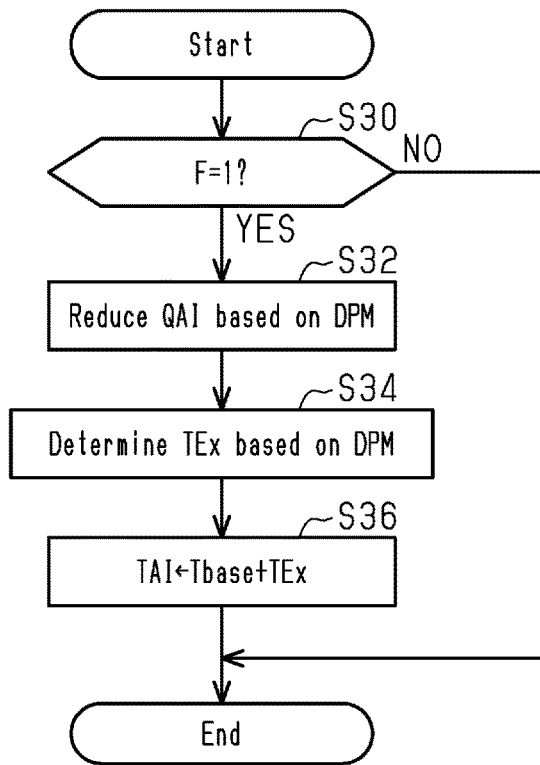 Start
S30
F=1?
NO
YES
S32
Reduce QAI based on DPM
S34
Determine TEx based on DPM
S36
TAI←Tbase+TEx
End